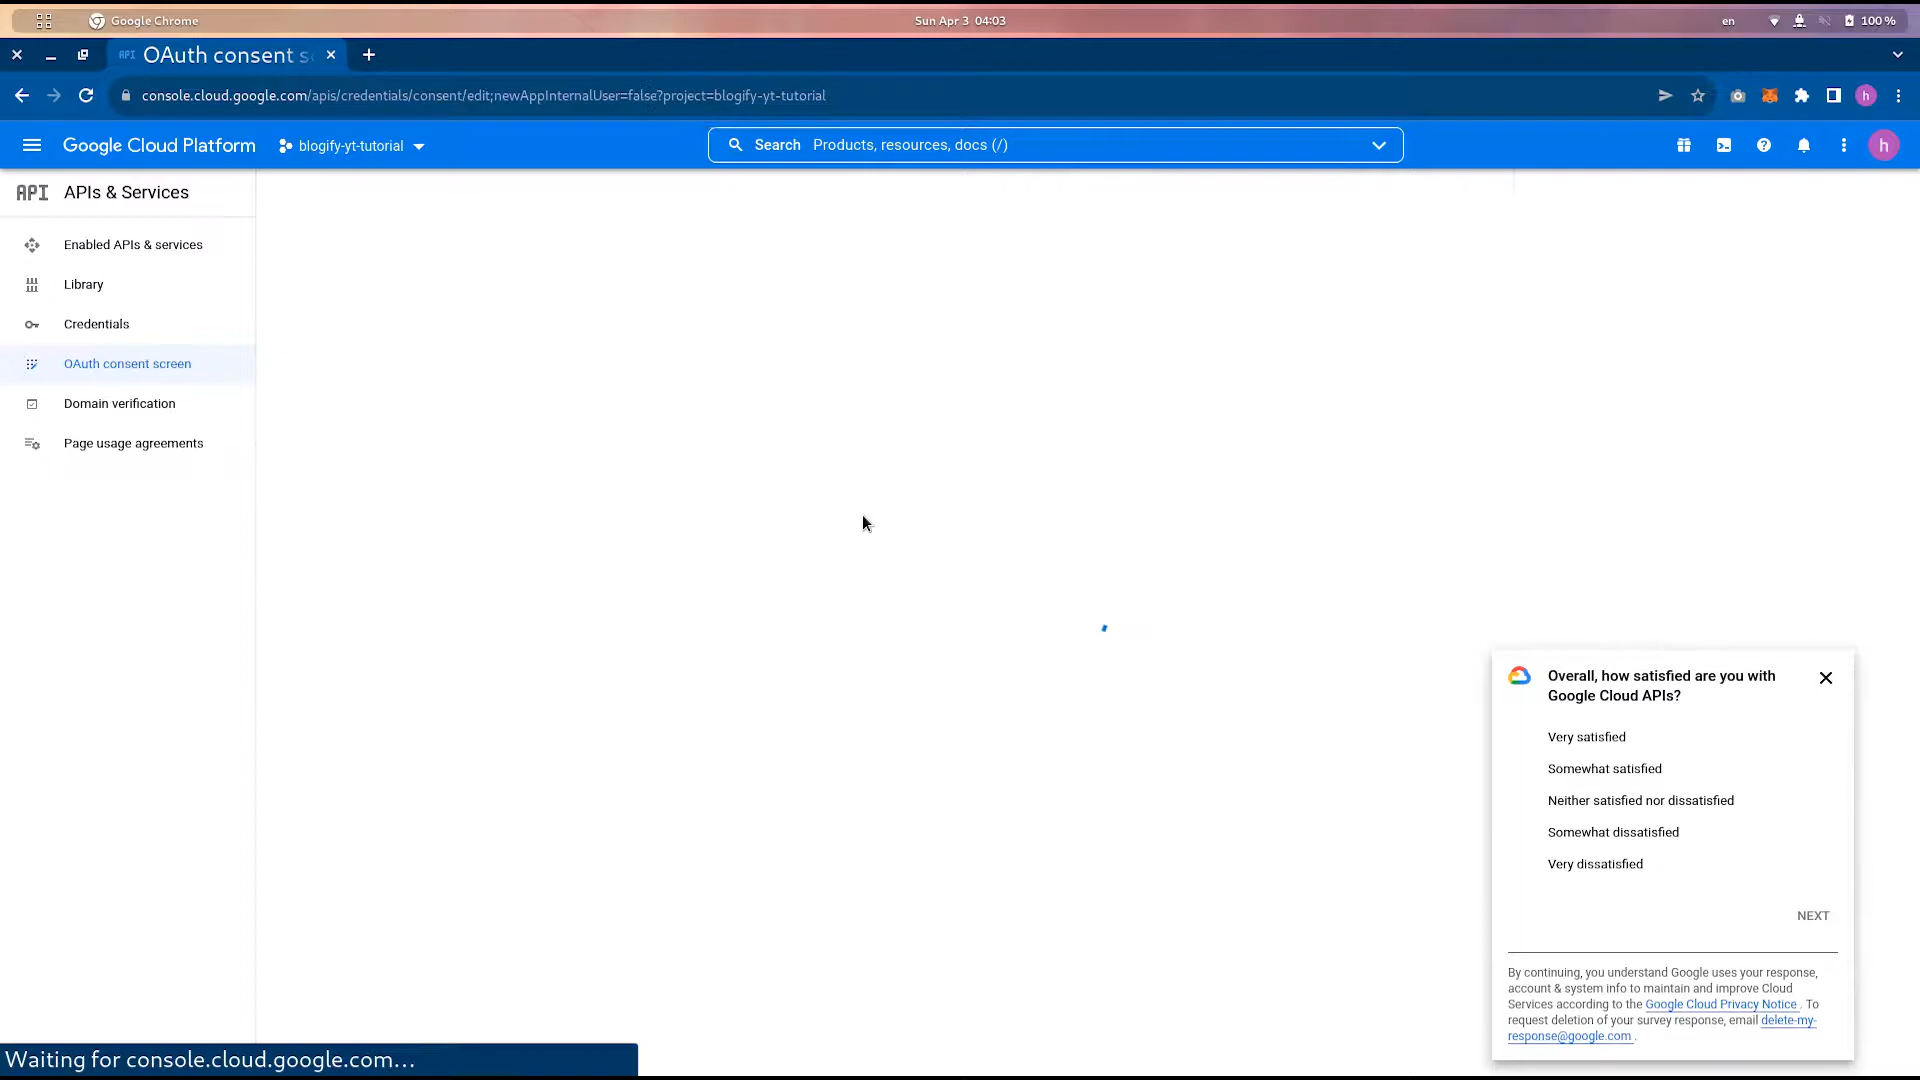 Google Chrome
Sun Apr 3 04:03
en
100 %
API OAuth consent s
console.cloud.google.com/apis/credentials/consent/edit;newAppInternalUser=false?project=blogify-yt-tutorial
h
Google Cloud Platform
blogify-yt-tutorial
Search Products, resources, docs (/)
h
API APIs & Services
Enabled APIs & services
Library
Credentials
OAuth consent screen
Domain verification
Page usage agreements
Overall, how satisfied are you with
Google Cloud APIs?
Very satisfied
Somewhat satisfied
Neither satisfied nor dissatisfied
Somewhat dissatisfied
Very dissatisfied
NEXT
By continuing, you understand Google uses your response,
account & system info to maintain and improve Cloud
Services according to the Google Cloud Privacy Notice . To
request deletion of your survey response, email delete-my-
response@google.com .
Waiting for console.cloud.google.com...